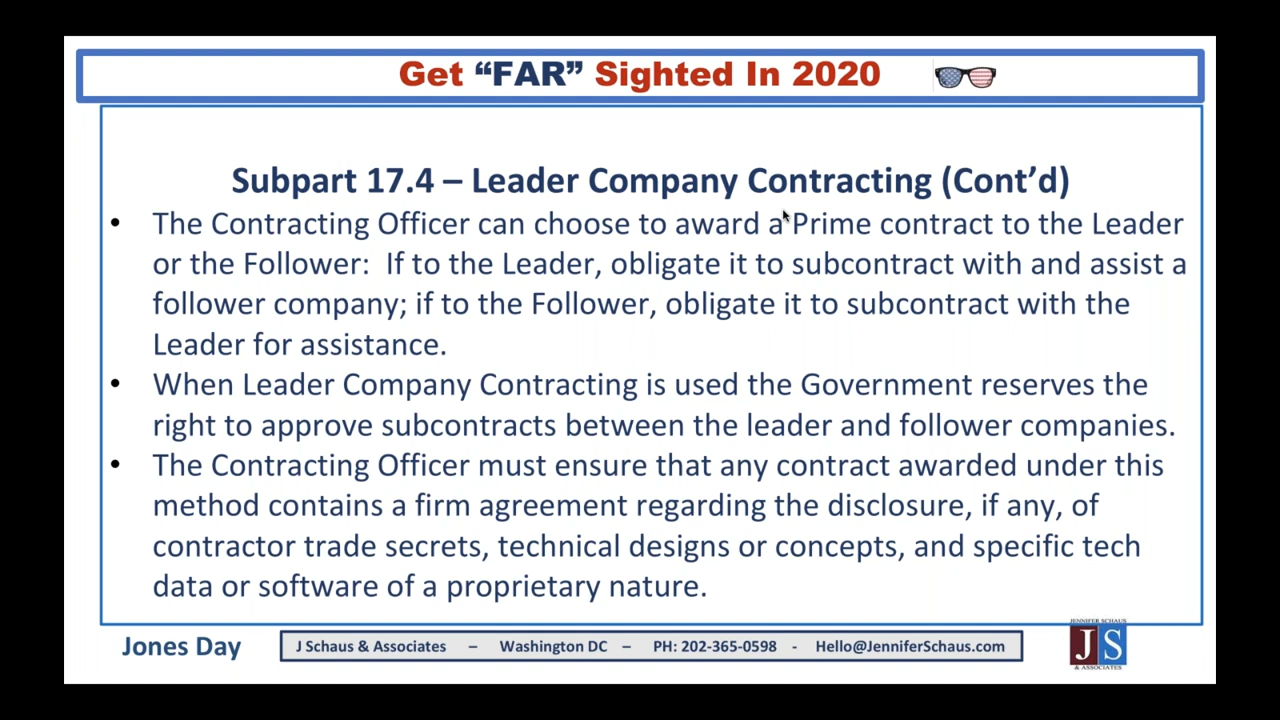 Get “FAR” Sighted In 2020
Subpart 17.4 – Leader Company Contracting (Cont’d)
• The Contracting Officer can choose to award a Prime contract to the Leader
or the Follower:  If to the Leader, obligate it to subcontract with and assist a
follower company; if to the Follower, obligate it to subcontract with the
Leader for assistance.
• When Leader Company Contracting is used the Government reserves the
right to approve subcontracts between the leader and follower companies.
• The Contracting Officer must ensure that any contract awarded under this
method contains a firm agreement regarding the disclosure, if any, of
contractor trade secrets, technical designs or concepts, and specific tech
data or software of a proprietary nature.
Jones Day
J Schaus & Associates – Washington DC – PH: 202-365-0598 - Hello@JenniferSchaus.com
JENNIFER SCHAUS
JS
& ASSOCIATES